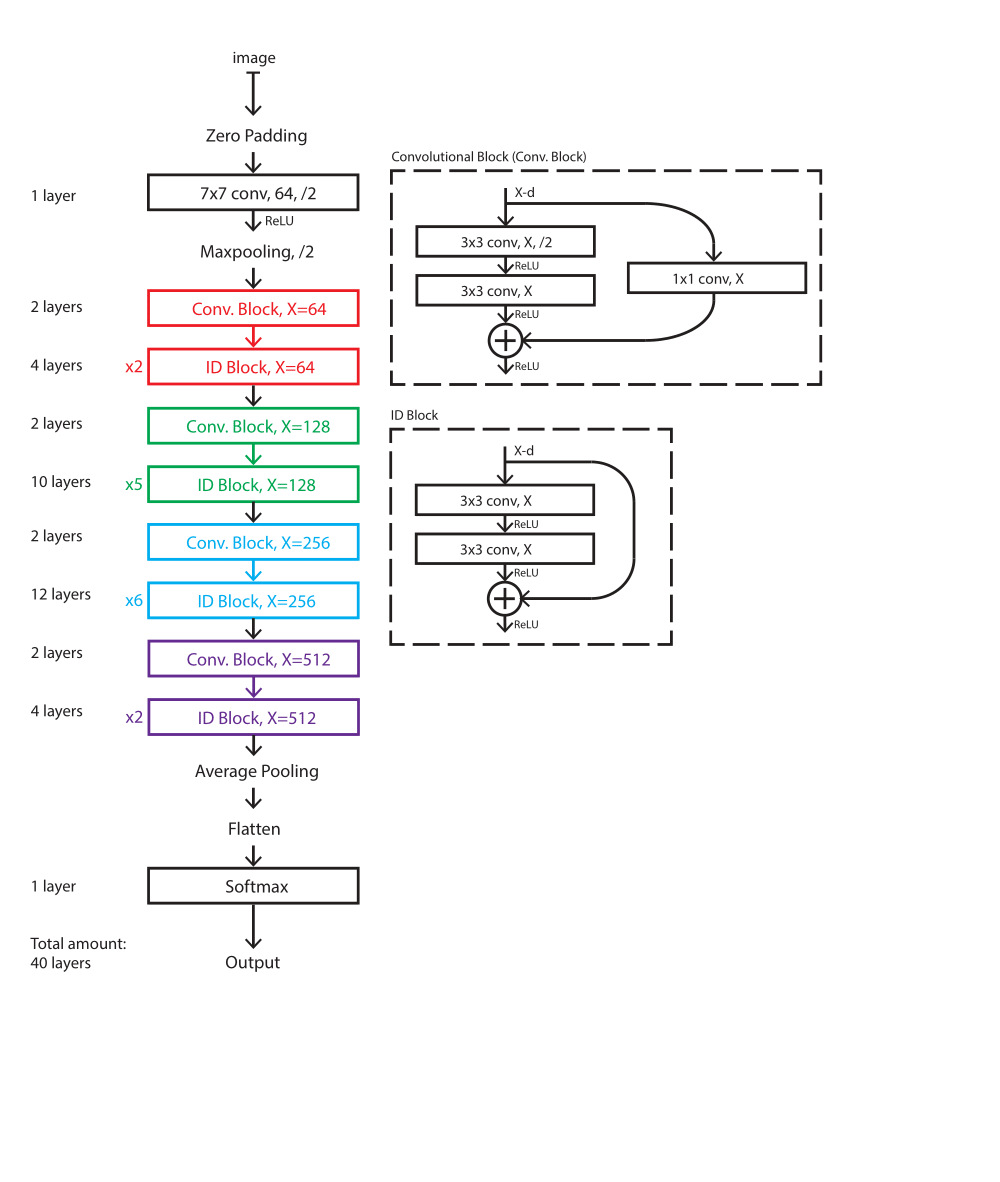 image
Zero Padding
1 layer
7x7 conv, 64, /2
ReLU
Maxpooling, /2
2 layers
Conv. Block, X=64
4 layers
x2
ID Block, X=64
2 layers
Conv. Block, X=128
10 layers
x5
ID Block, X=128
2 layers
Conv. Block, X=256
12 layers
x6
ID Block, X=256
2 layers
Conv. Block, X=512
4 layers
x2
ID Block, X=512
Average Pooling
Flatten
1 layer
Softmax
Total amount:
40 layers
Output
Convolutional Block (Conv. Block)
X-d
3x3 conv, X, /2
ReLU
3x3 conv, X
ReLU
1x1 conv, X
ReLU
ID Block
X-d
3x3 conv, X
ReLU
3x3 conv, X
ReLU
ReLU